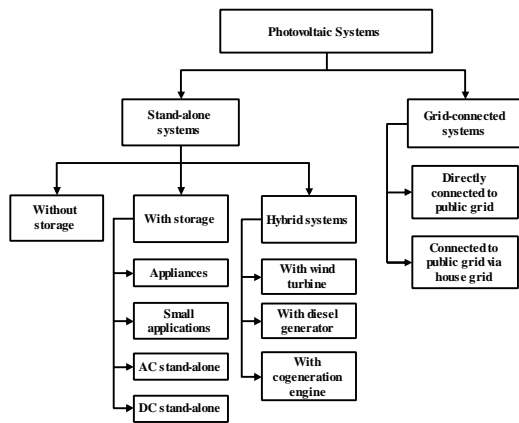 Photovoltaic Systems
Stand-alone
systems
Grid-connected
systems
Without
storage
With storage
Hybrid systems
Directly
connected to
public grid
Connected to
public grid via
house grid
Appliances
Small
applications
AC stand-alone
DC stand-alone
With wind
turbine
With diesel
generator
With
cogeneration
engine